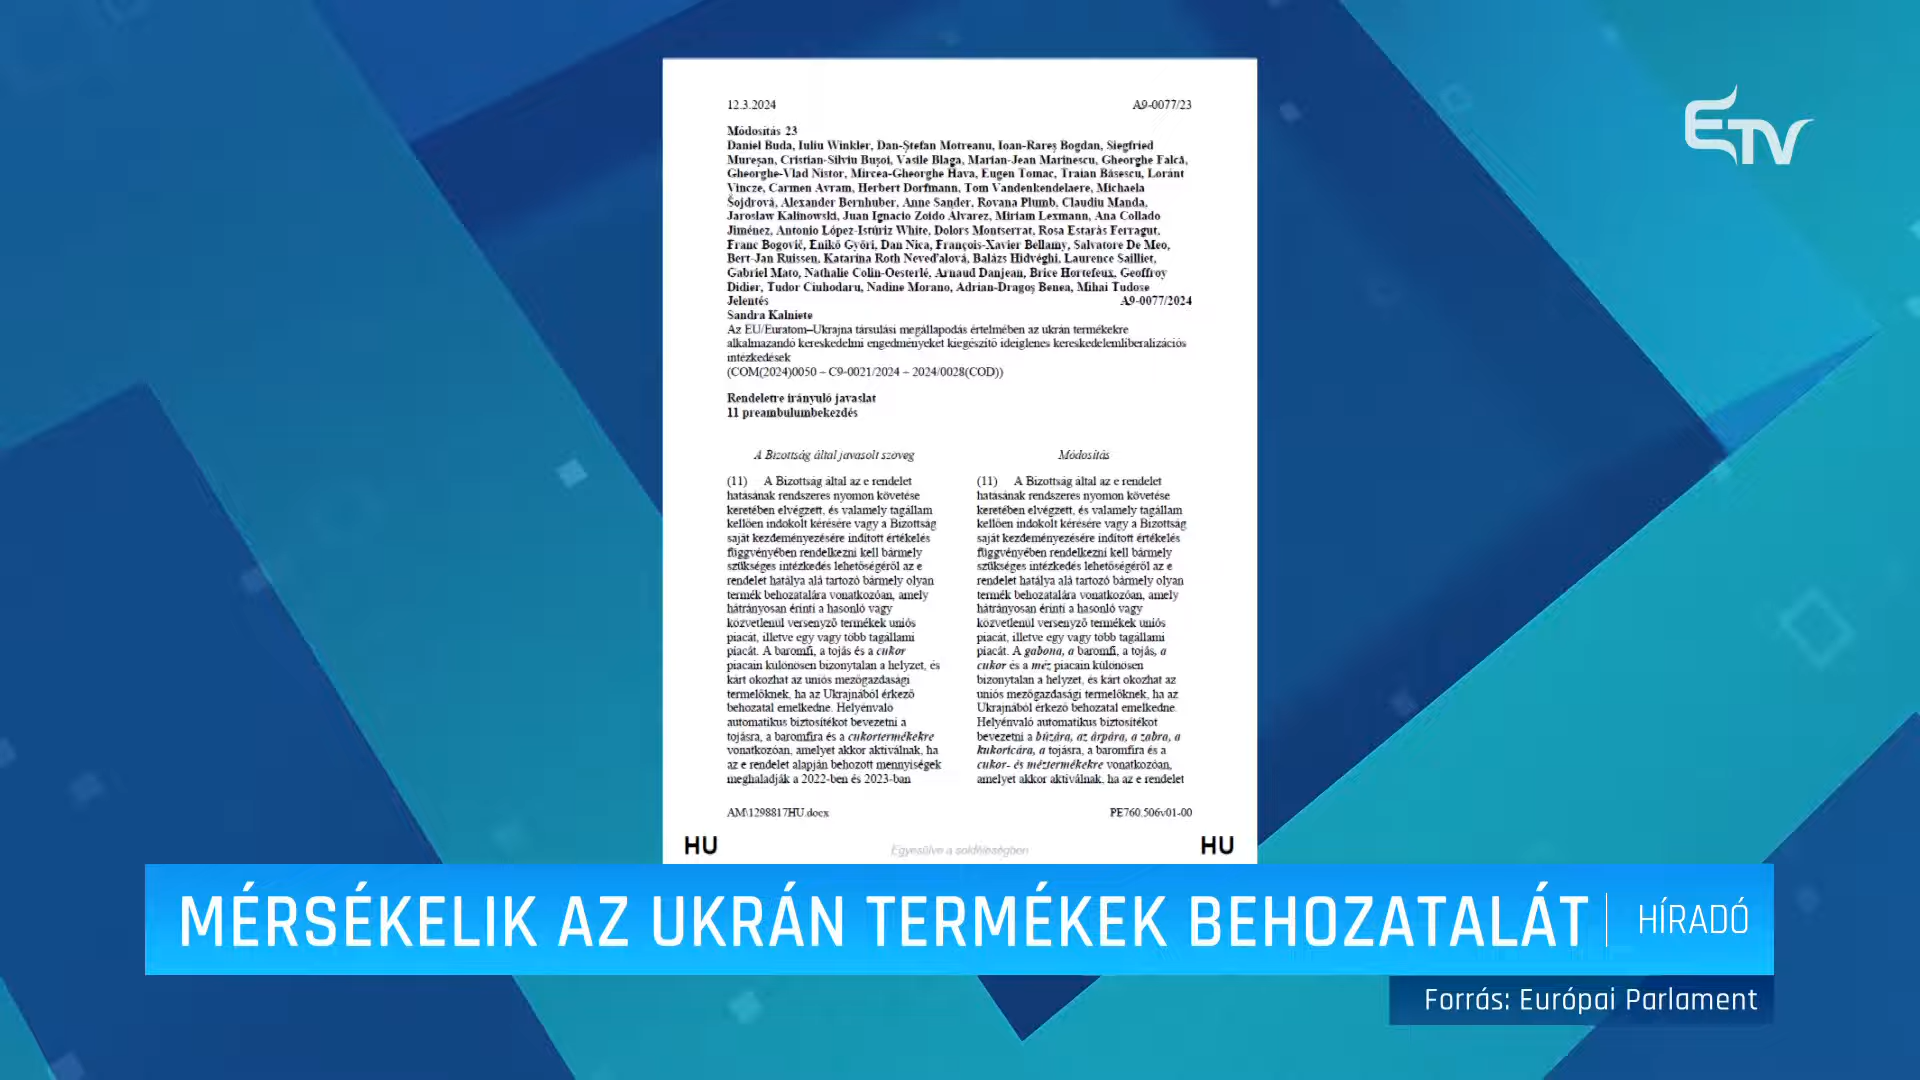 ETV
12.3.2024 A9-0077/23
Módosítás 23
Daniel Buda, Iuliu Winkler, Dan-Ștefan Motreanu, Ioan-Rareș Bogdan, Siegfried
Mureșan, Cristian-Silviu Bușoi, Vasile Blaga, Marian-Jean Marinescu, Gheorghe Falcă,
Gheorghe-Vlad Nistor, Mircea-Gheorghe Hava, Eugen Tomac, Traian Băsescu, Loránt
Vincze, Carmen Avram, Herbert Dorfmann, Tom Vandenkendelaere, Michaela
Šojdrová, Alexander Bernhuber, Anne Sander, Rovana Plumb, Claudiu Manda,
Jarosław Kalinowski, Juan Ignacio Zoido Álvarez, Miriam Lexmann, Ana Collado
Jiménez, Antonio López-Istúriz White, Dolors Montserrat, Rosa Estaràs Ferragut,
Franc Bogovič, Enikő Győri, Dan Nica, François-Xavier Bellamy, Salvatore De Meo,
Bert-Jan Ruissen, Katarína Roth Neveďalová, Balázs Hidvéghi, Laurence Sailliet,
Gabriel Mato, Nathalie Colin-Oesterlé, Arnaud Danjean, Brice Hortefeux, Geoffroy
Didier, Tudor Ciuhodaru, Nadine Morano, Adrian-Dragoș Benea, Mihai Tudose
Jelentés A9-0077/2024
Sandra Kalniete
Az EU/Euratom–Ukrajna társulási megállapodás értelmében az ukrán termékekre
alkalmazandó kereskedelmi engedményeket kiegészítő ideiglenes kereskedelemliberalizációs
intézkedések
(COM(2024)0050 – C9-0021/2024 – 2024/0028(COD))
Rendeletre irányuló javaslat
11 preambulumbekezdés
A Bizottság által javasolt szöveg
(11) A Bizottság által az e rendelet
hatásának rendszeres nyomon követése
keretében elvégzett, és valamely tagállam
kellően indokolt kérésére vagy a Bizottság
saját kezdeményezésére indított értékelés
függvényében rendelkezni kell bármely
szükséges intézkedés lehetőségéről az e
rendelet hatálya alá tartozó bármely olyan
termék behozatalára vonatkozóan, amely
hátrányosan érinti a hasonló vagy
közvetlenül versenyző termékek uniós
piacát, illetve egy vagy több tagállami
piacát. A baromfi, a tojás és a cukor
piacain különösen bizonytalan a helyzet, és
kárt okozhat az uniós mezőgazdasági
termelőknek, ha az Ukrajnából érkező
behozatal emelkedne. Helyénvaló
automatikus biztosítékot bevezetni a
tojásra, a baromfira és a cukortermékekre
vonatkozóan, amelyet akkor aktiválnak, ha
az e rendelet alapján behozott mennyiségek
meghaladják a 2022-ben és 2023-ban
Módosítás
(11) A Bizottság által az e rendelet
hatásának rendszeres nyomon követése
keretében elvégzett, és valamely tagállam
kellően indokolt kérésére vagy a Bizottság
saját kezdeményezésére indított értékelés
függvényében rendelkezni kell bármely
szükséges intézkedés lehetőségéről az e
rendelet hatálya alá tartozó bármely olyan
termék behozatalára vonatkozóan, amely
hátrányosan érinti a hasonló vagy
közvetlenül versenyző termékek uniós
piacát, illetve egy vagy több tagállami
piacát. A gabona, a baromfi, a tojás, a
cukor és a méz piacain különösen
bizonytalan a helyzet, és kárt okozhat az
uniós mezőgazdasági termelőknek, ha az
Ukrajnából érkező behozatal emelkedne.
Helyénvaló automatikus biztosítékot
bevezetni a búzára, az árpára, a zabra, a
kukoricára, a tojásra, a baromfira és a
cukor- és méztermékekre vonatkozóan,
amelyet akkor aktiválnak, ha az e rendelet
AM\1298817HU.docx PE760.506v01-00
HU Egyesülve a sokféleségben HU
MÉRSÉKELIK AZ UKRÁN TERMÉKEK BEHOZATALÁT HÍRADÓ
Forrás: Európai Parlament